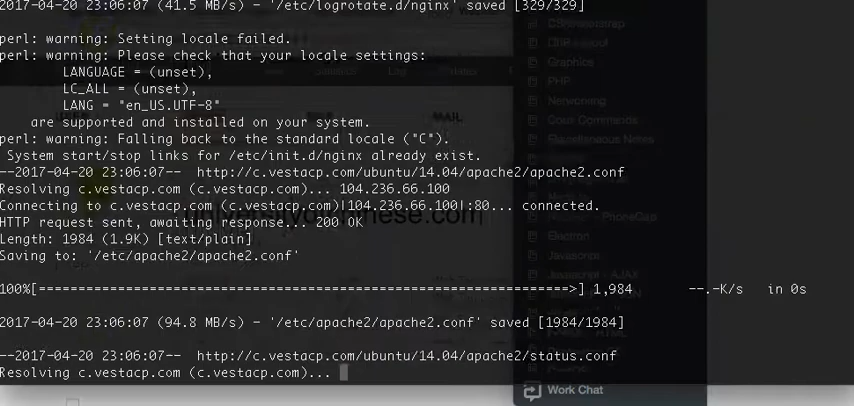 2017-04-20 23:06:07 (41.5 MB/s) - '/etc/logrotate.d/nginx' saved [329/329]
perl: warning: Setting locale failed.
perl: warning: Please check that your locale settings:
LANGUAGE = (unset),
LC_ALL = (unset),
LANG = "en_US.UTF-8"
are supported and installed on your system.
perl: warning: Falling back to the standard locale ("C").
System start/stop links for /etc/init.d/nginx already exist.
--2017-04-20 23:06:07-- http://c.vestacp.com/ubuntu/14.04/apache2/apache2.conf
Resolving c.vestacp.com (c.vestacp.com)... 104.236.66.100
Connecting to c.vestacp.com (c.vestacp.com)|104.236.66.100|:80... connected.
HTTP request sent, awaiting response... 200 OK
Length: 1984 (1.9K) [text/plain]
Saving to: '/etc/apache2/apache2.conf'
100%[======================================================================>] 1,984 --.-K/s in 0s
2017-04-20 23:06:07 (94.8 MB/s) - '/etc/apache2/apache2.conf' saved [1984/1984]
--2017-04-20 23:06:07-- http://c.vestacp.com/ubuntu/14.04/apache2/status.conf
Resolving c.vestacp.com (c.vestacp.com)...
MAIL
Graphics
PHP
Networking
Miscellaneous Notes
PhoneGap
Electron
Javascript
Javascript - AJAX
Work Chat